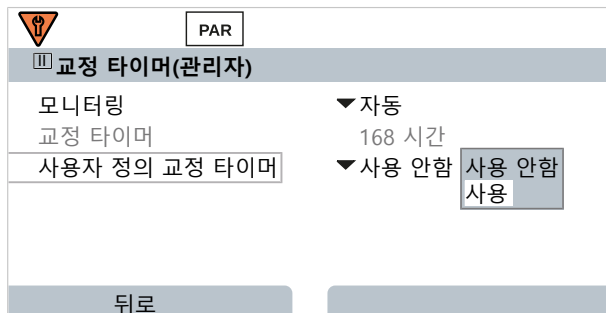 PAR
II 교정 타이머(관리자)
모니터링 자동
교정 타이머 168 시간
사용자 정의 교정 타이머 사용 안함 사용 안함
사용
뒤로